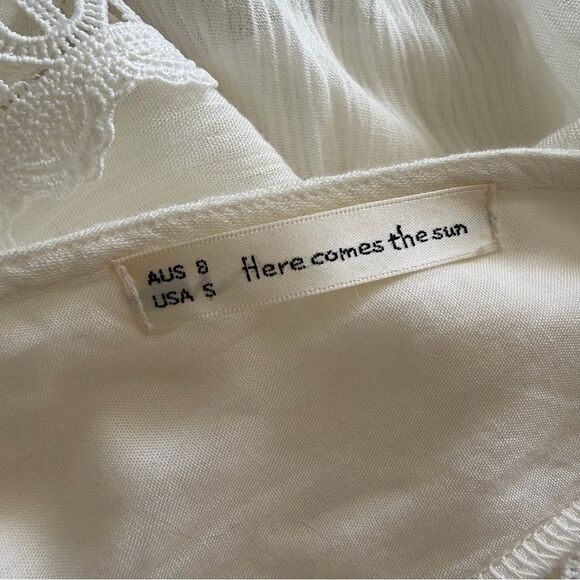 AUS 8
USA S
Here comes the sun